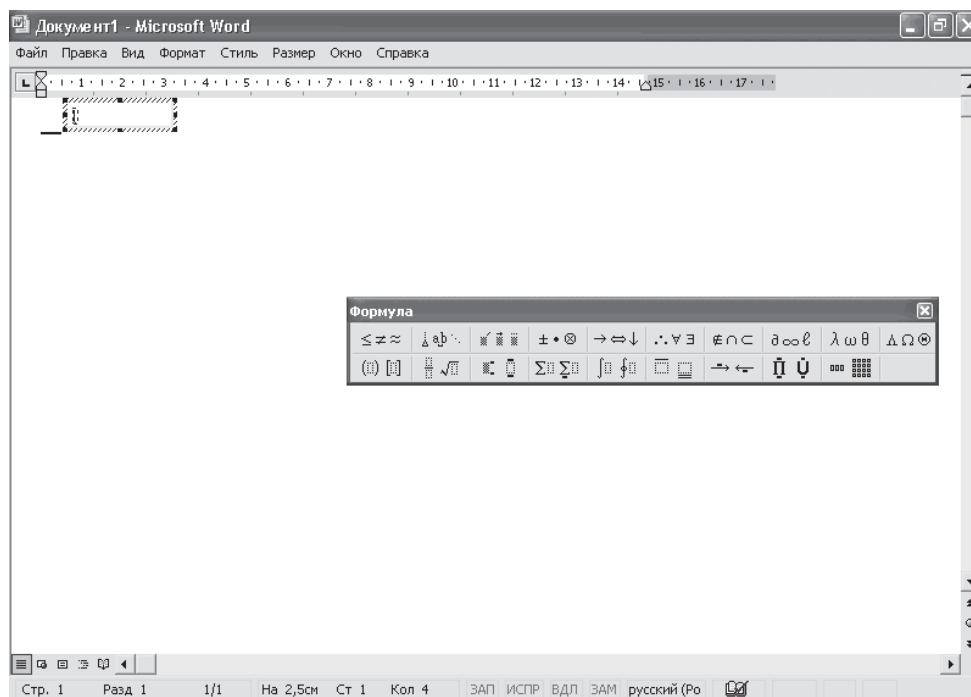 Документ1 - Microsoft Word
Файл Правка Вид Формат Стиль Размер Окно Справка
1 2 3 4 5 6 7 8 9 10 11 12 13 14 15 16 17
Формула
≤≠≈ ab ±•⊗ →⇔↓ ∴∀∃ ∉∩⊂ ∂∞ℓ λωθ ΛΩ⊛
() [] √ Σ Σ ∫ ∮ → ← Π U
Стр. 1 Разд 1 1/1 На 2,5см Ст 1 Кол 4 ЗАП ИСПР ВДЛ ЗАМ русский (Ро